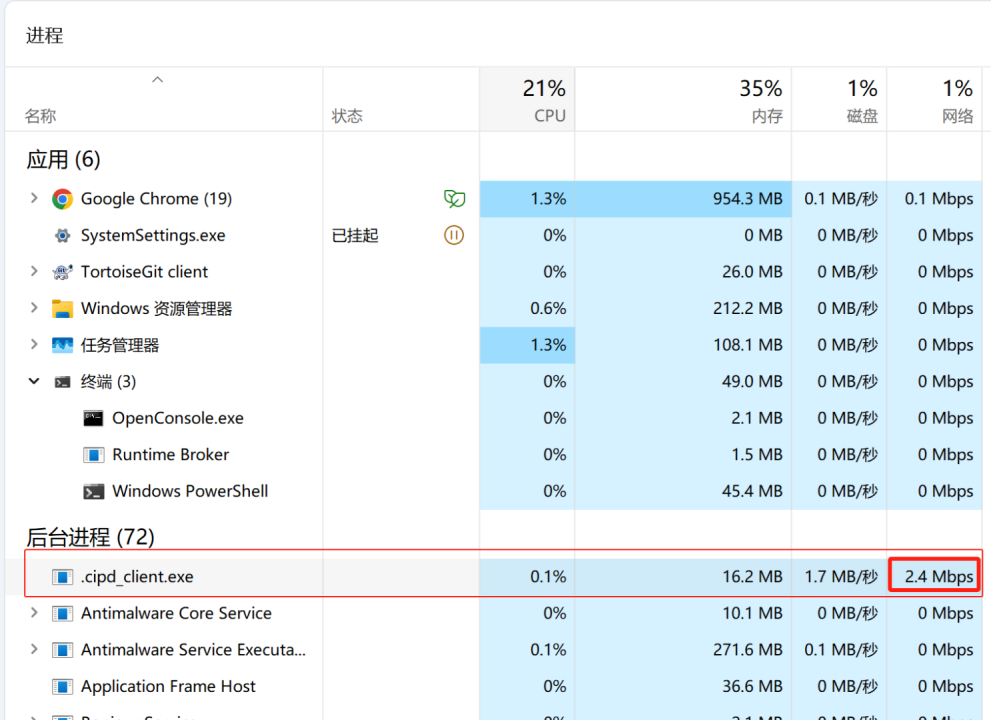 进程
21% 35% 1% 1%
名称 状态 CPU 内存 磁盘 网络
应用 (6)
Google Chrome (19) 1.3% 954.3 MB 0.1 MB/秒 0.1 Mbps
SystemSettings.exe 已挂起 0% 0 MB 0 MB/秒 0 Mbps
TortoiseGit client 0% 26.0 MB 0 MB/秒 0 Mbps
Windows 资源管理器 0.6% 212.2 MB 0 MB/秒 0 Mbps
任务管理器 1.3% 108.1 MB 0 MB/秒 0 Mbps
终端 (3) 0% 49.0 MB 0 MB/秒 0 Mbps
OpenConsole.exe 0% 2.1 MB 0 MB/秒 0 Mbps
Runtime Broker 0% 1.5 MB 0 MB/秒 0 Mbps
Windows PowerShell 0% 45.4 MB 0 MB/秒 0 Mbps
后台进程 (72)
.cipd_client.exe 0.1% 16.2 MB 1.7 MB/秒 2.4 Mbps
Antimalware Core Service 0% 10.1 MB 0 MB/秒 0 Mbps
Antimalware Service Executa... 0.1% 271.6 MB 0.1 MB/秒 0 Mbps
Application Frame Host 0% 36.6 MB 0 MB/秒 0 Mbps